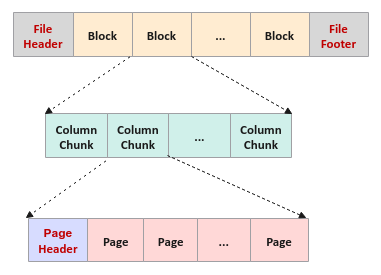 File Header Block Block ... Block File Footer
Column Chunk Column Chunk ... Column Chunk
Page Header Page Page ... Page